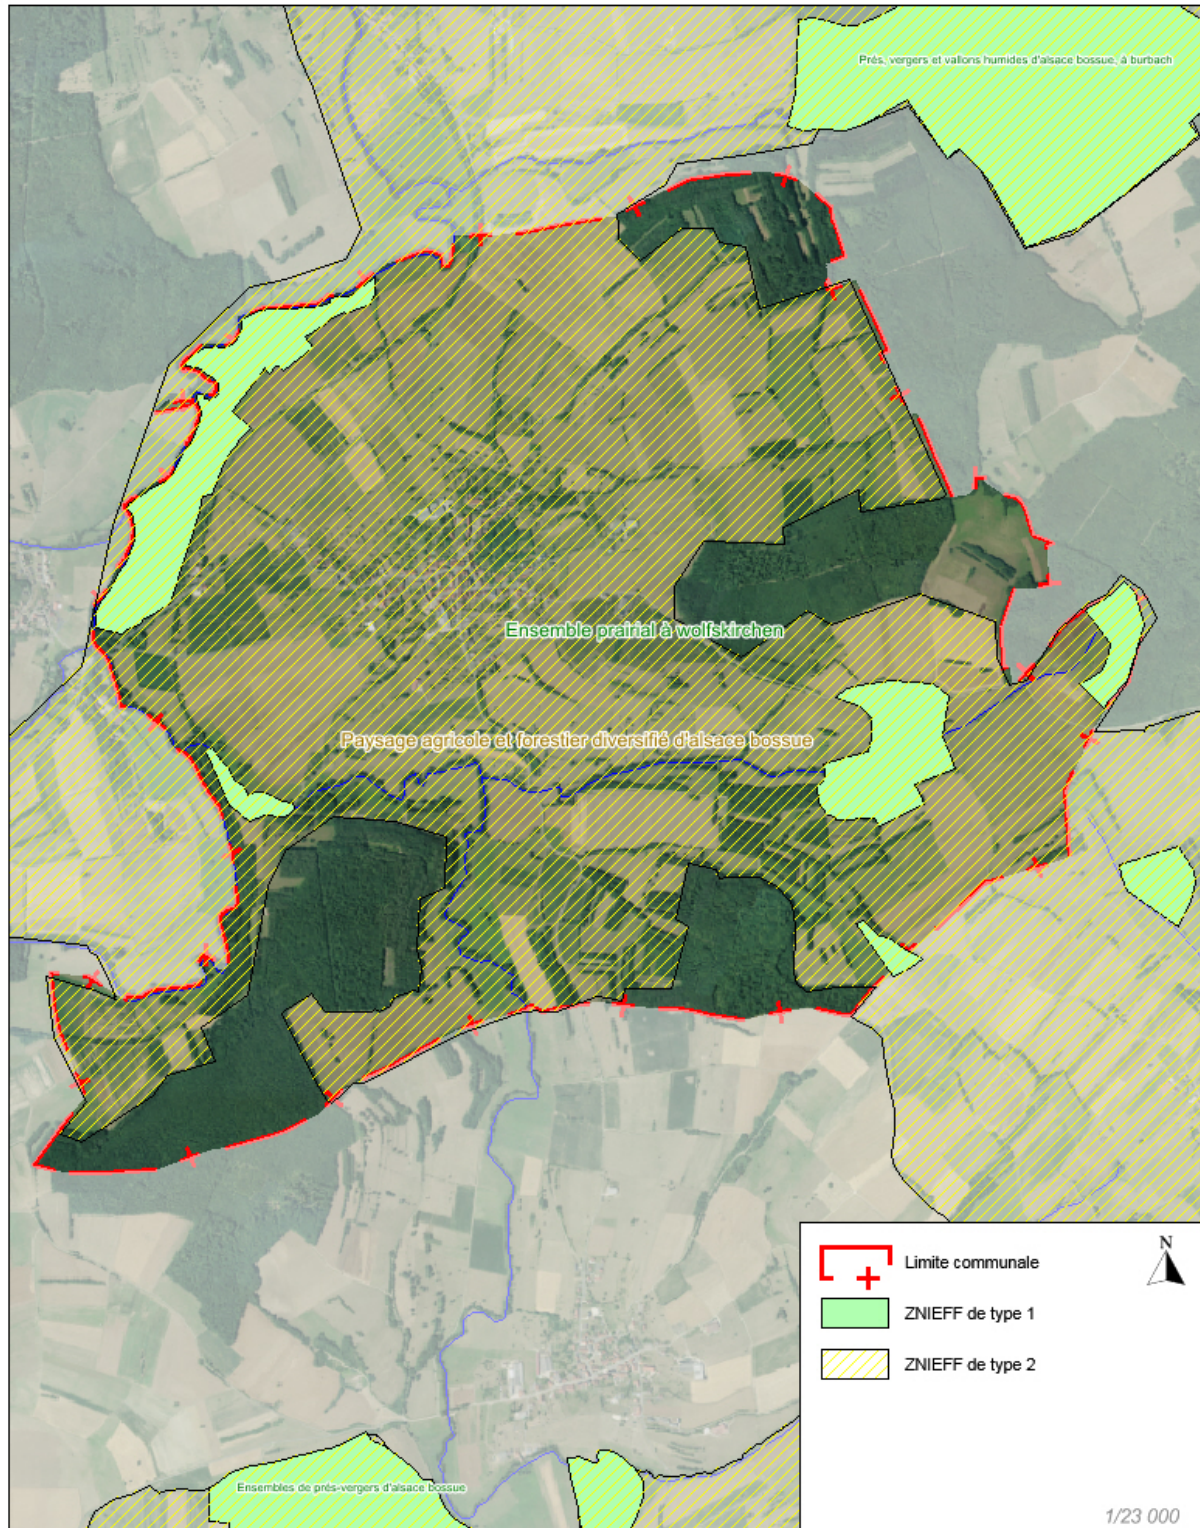 Prés, vergers et vallons humides d'alsace bossue, à burbach
Ensemble prairial à wolfskirchen
Paysage agricole et forestier diversifié d'alsace bossue
N
Limite communale
ZNIEFF de type 1
ZNIEFF de type 2
Ensembles de prés-vergers d'alsace bossue
1/23 000